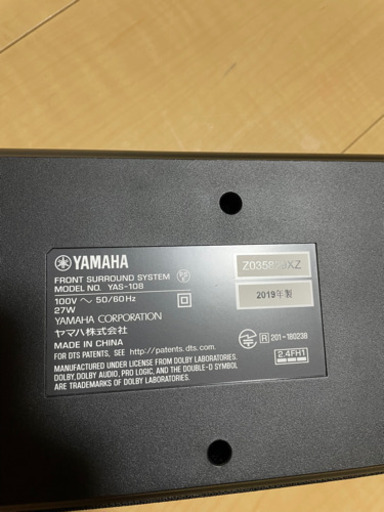 YAMAHA
FRONT SURROUND SYSTEM
MODEL NO. YAS-108
100V ～ 50/60Hz
27W
YAMAHA CORPORATION
ヤマハ株式会社
MADE IN CHINA
FOR DTS PATENTS, SEE http://patents.dts.com.
MANUFACTURED UNDER LICENSE FROM DOLBY LABORATORIES.
DOLBY, DOLBY AUDIO, PRO LOGIC, AND THE DOUBLE-D SYMBOL
ARE TRADEMARKS OF DOLBY LABORATORIES.
2019年製
R 201-180238
2.4FH1